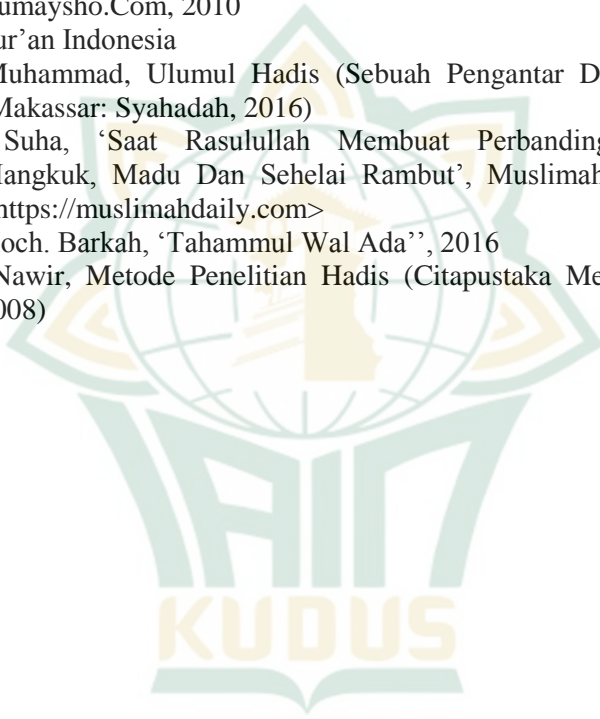 umaysho.Com, 2010
ur’an Indonesia
Muhammad, Ulumul Hadis (Sebuah Pengantar D
Makassar: Syahadah, 2016)
Suha, ‘Saat Rasulullah Membuat Perbanding
Mangkuk, Madu Dan Sehelai Rambut’, Muslimah
https://muslimahdaily.com>
och. Barkah, ‘Tahammul Wal Ada’’, 2016
Nawir, Metode Penelitian Hadis (Citapustaka Me
008)
IAIN
KUDUS